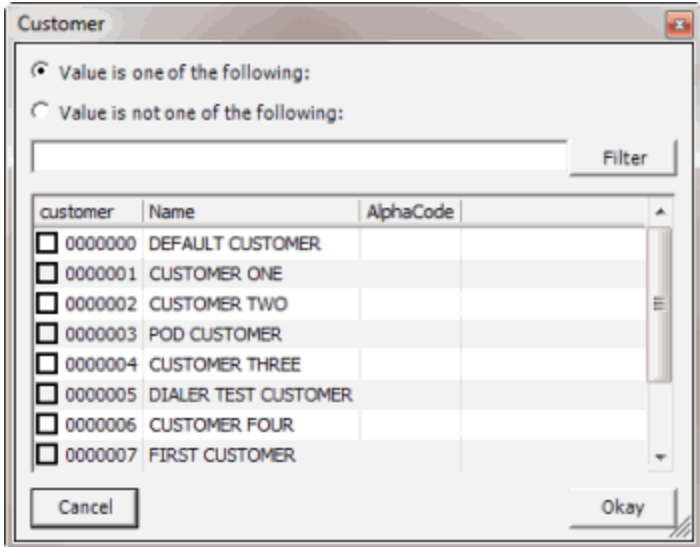 Customer
Value is one of the following:
Value is not one of the following:
Filter
customer Name AlphaCode
0000000 DEFAULT CUSTOMER
0000001 CUSTOMER ONE
0000002 CUSTOMER TWO
0000003 POD CUSTOMER
0000004 CUSTOMER THREE
0000005 DIALER TEST CUSTOMER
0000006 CUSTOMER FOUR
0000007 FIRST CUSTOMER
Cancel Okay